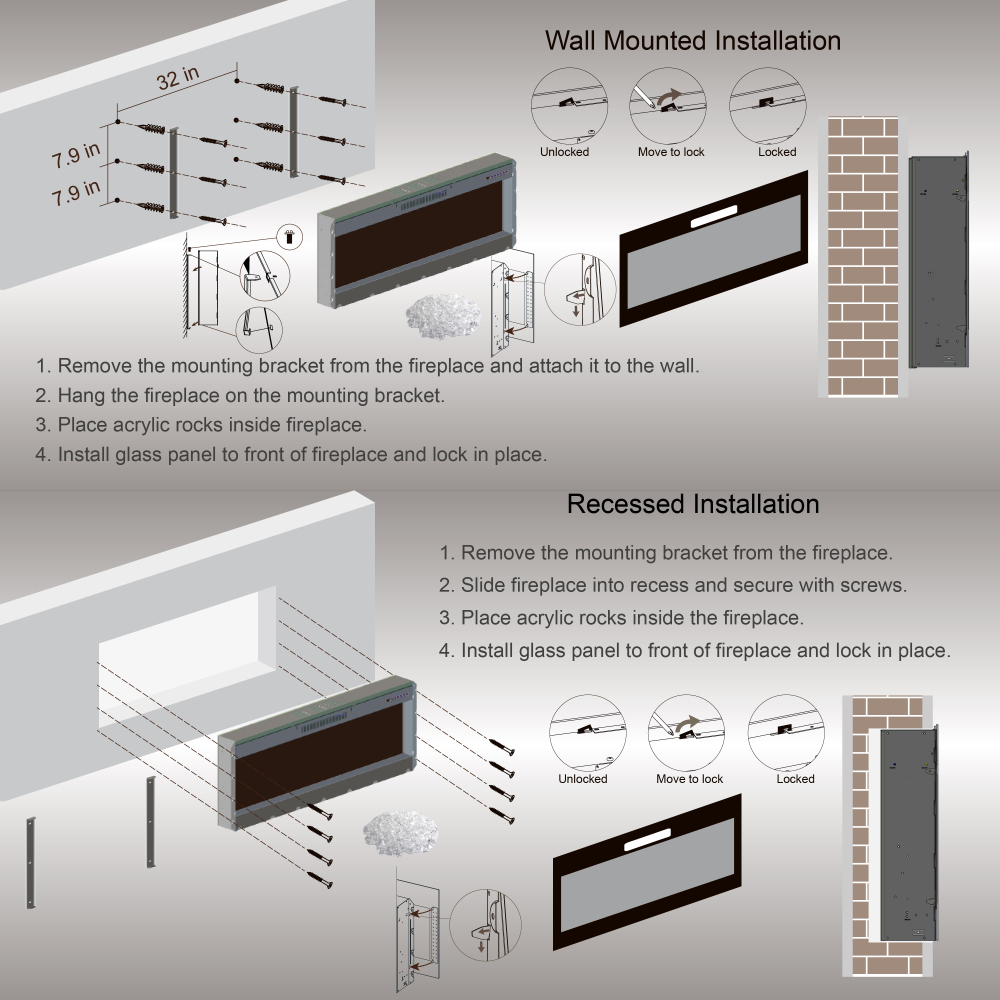 Wall Mounted Installation
32 in
7.9 in
7.9 in
Unlocked
Move to lock
Locked
1. Remove the mounting bracket from the fireplace and attach it to the wall.
2. Hang the fireplace on the mounting bracket.
3. Place acrylic rocks inside fireplace.
4. Install glass panel to front of fireplace and lock in place.
Recessed Installation
1. Remove the mounting bracket from the fireplace.
2. Slide fireplace into recess and secure with screws.
3. Place acrylic rocks inside the fireplace.
4. Install glass panel to front of fireplace and lock in place.
Unlocked
Move to lock
Locked